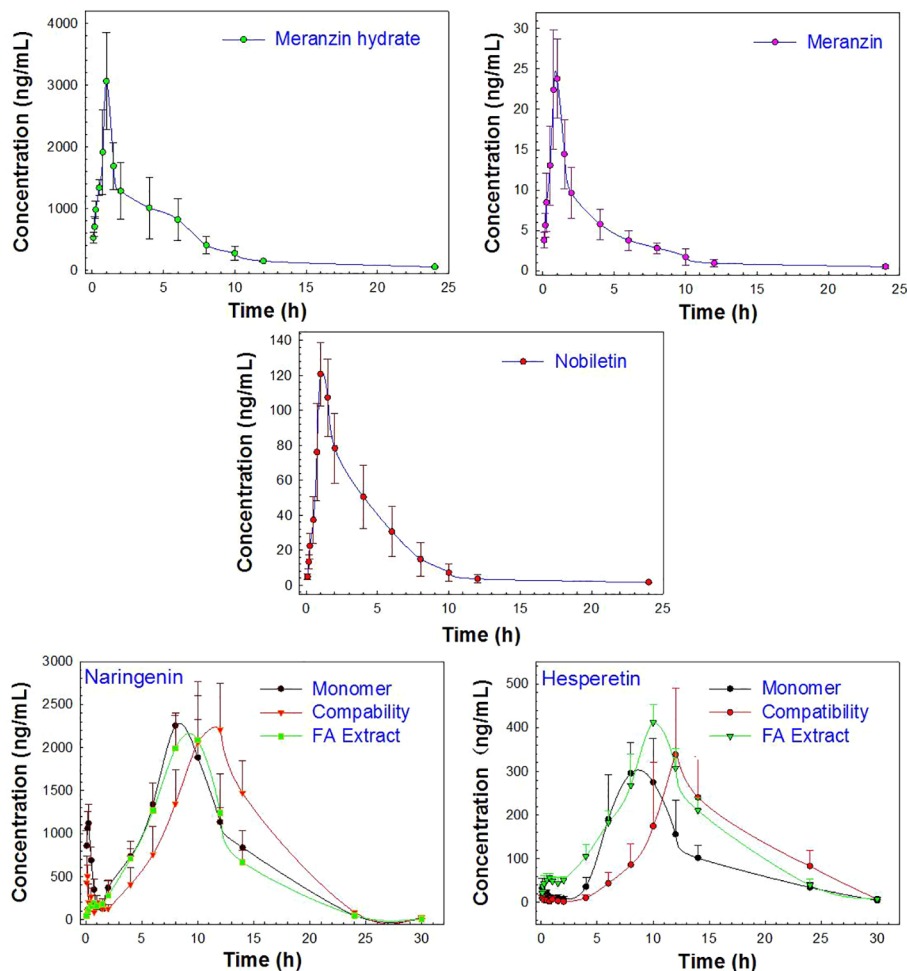 Concentration (ng/mL)
4000
3000
2000
1000
0
Meranzin hydrate
0 5 10 15 20 25
Time (h)
Concentration (ng/mL)
35
30
25
20
15
10
5
0
Meranzin
0 5 10 15 20 25
Time (h)
Concentration (ng/mL)
140
120
100
80
60
40
20
0
Nobiletin
0 5 10 15 20 25
Time (h)
Concentration (ng/mL)
3000
2500
2000
1500
1000
500
0
Naringenin
Monomer
Compability
FA Extract
0 5 10 15 20 25 30
Time (h)
Concentration (ng/mL)
500
400
300
200
100
0
Hesperetin
Monomer
Compatibility
FA Extract
0 5 10 15 20 25 30
Time (h)